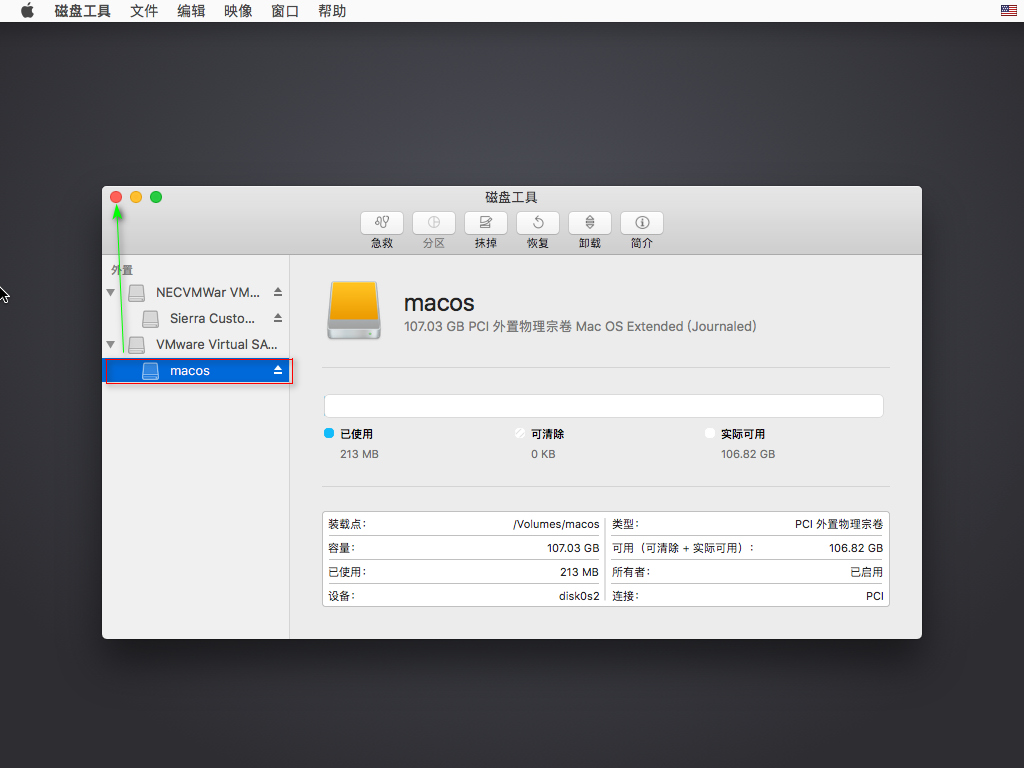 磁盘工具 文件 编辑 映像 窗口 帮助
磁盘工具
急救 分区 抹掉 恢复 卸载 简介
外置
NECVMWar VM...
Sierra Custo...
VMware Virtual SA...
macos
macos
107.03 GB PCI 外置物理宗卷 Mac OS Extended (Journaled)
已使用 可清除 实际可用
213 MB 0 KB 106.82 GB
装载点: /Volumes/macos 类型: PCI 外置物理宗卷
容量: 107.03 GB 可用（可清除 + 实际可用）: 106.82 GB
已使用: 213 MB 所有者: 已启用
设备: disk0s2 连接: PCI